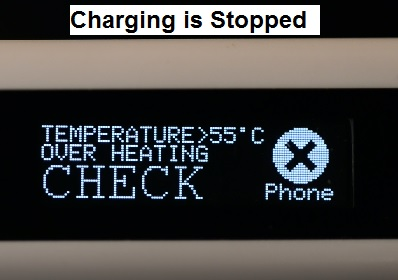 Charging is Stopped
TEMPERATURE>55°C
OVER HEATING
CHECK
Phone